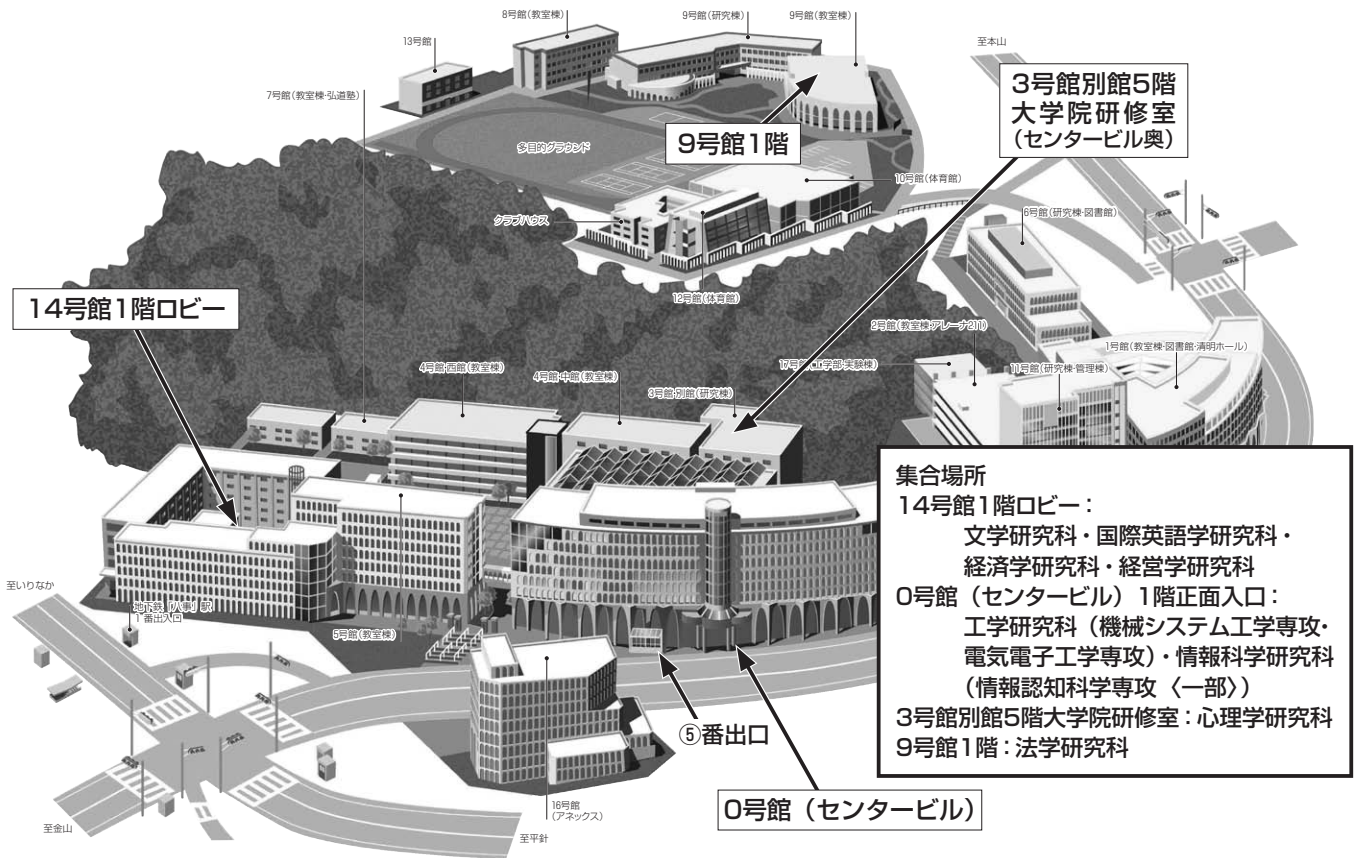 8号館(教室棟)
9号館(研究棟)
9号館(教室棟)
13号館
至本山
7号館(教室棟・弘道塾)
3号館別館5階
大学院研修室
(センタービル奥)
9号館1階
多目的グラウンド
10号館(体育館)
クラブハウス
6号館(研究棟・図書館)
12号館(体育館)
14号館1階ロビー
2号館(教室棟・アレーナ211)
1号館(教室棟・図書館・清明ホール)
4号館・西館(教室棟)
4号館・中館(教室棟)
17号館(工学部・実験棟)
11号館(研究棟・管理棟)
3号館・別館(研究棟)
集合場所
14号館1階ロビー：
文学研究科・国際英語学研究科・
経済学研究科・経営学研究科
0号館（センタービル）1階正面入口：
工学研究科（機械システム工学専攻・
電気電子工学専攻）・情報科学研究科
（情報認知科学専攻〈一部〉）
3号館別館5階大学院研修室：心理学研究科
9号館1階：法学研究科
至いりなか
地下鉄「八事」駅
1番出入口
5号館(教室棟)
⑤番出口
0号館（センタービル）
16号館
(アネックス)
至金山
至平針